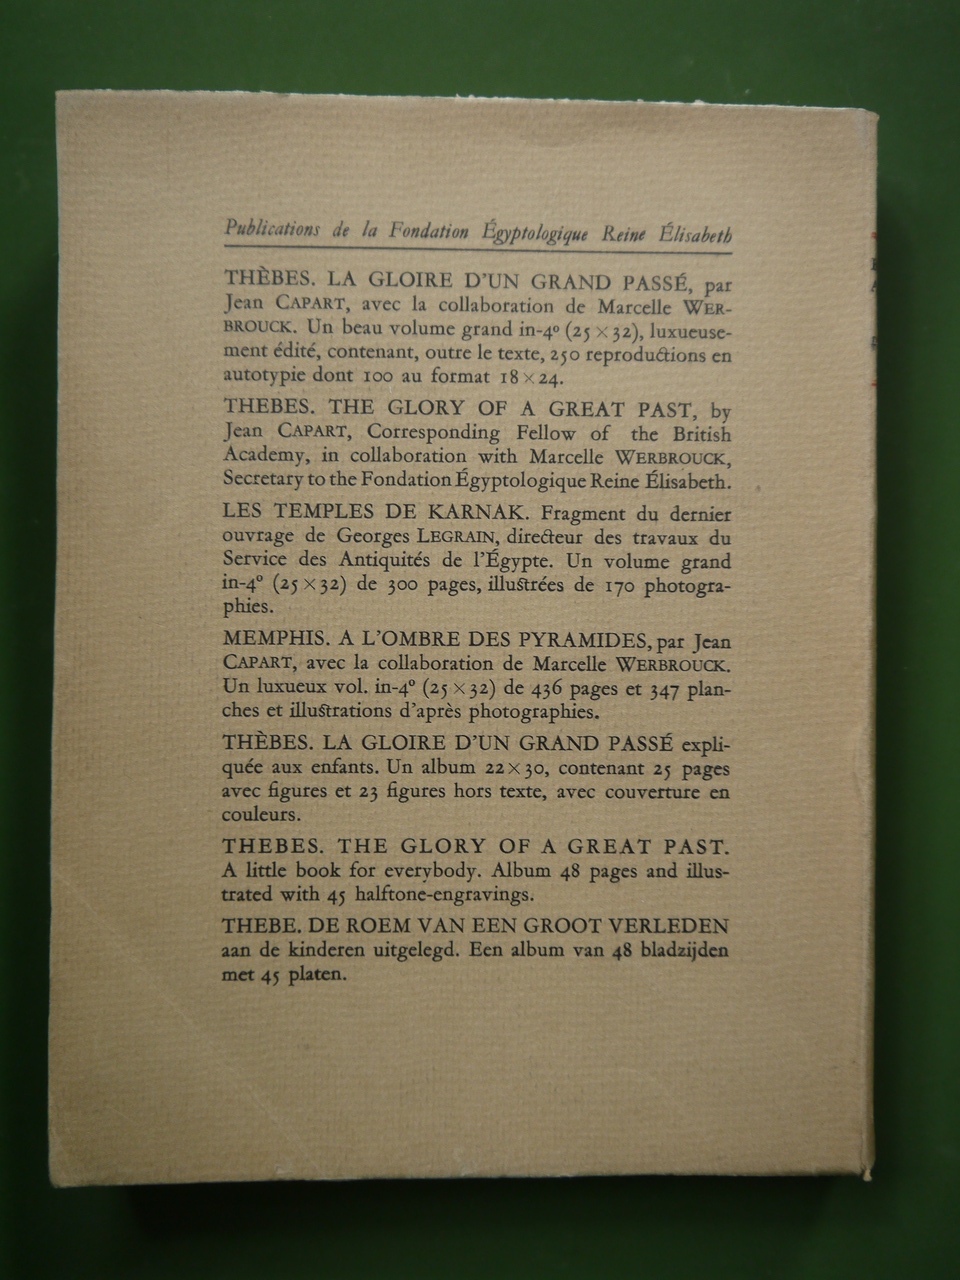 Publications de la Fondation Égyptologique Reine Élisabeth
THÈBES. LA GLOIRE D'UN GRAND PASSÉ, par
Jean CAPART, avec la collaboration de Marcelle WER-
BROUCK. Un beau volume grand in-4º (25 × 32), luxueuse-
ment édité, contenant, outre le texte, 250 reproductions en
autotypie dont 100 au format 18 × 24.
THEBES. THE GLORY OF A GREAT PAST, by
Jean CAPART, Corresponding Fellow of the British
Academy, in collaboration with Marcelle WERBROUCK,
Secretary to the Fondation Égyptologique Reine Élisabeth.
LES TEMPLES DE KARNAK. Fragment du dernier
ouvrage de Georges LEGRAIN, directeur des travaux du
Service des Antiquités de l'Égypte. Un volume grand
in-4º (25 × 32) de 300 pages, illustrées de 170 photogra-
phies.
MEMPHIS. A L'OMBRE DES PYRAMIDES, par Jean
CAPART, avec la collaboration de Marcelle WERBROUCK.
Un luxueux vol. in-4º (25 × 32) de 436 pages et 347 plan-
ches et illustrations d'après photographies.
THÈBES. LA GLOIRE D'UN GRAND PASSÉ expli-
quée aux enfants. Un album 22 × 30, contenant 25 pages
avec figures et 23 figures hors texte, avec couverture en
couleurs.
THEBES. THE GLORY OF A GREAT PAST.
A little book for everybody. Album 48 pages and illus-
trated with 45 halftone-engravings.
THEBE. DE ROEM VAN EEN GROOT VERLEDEN
aan de kinderen uitgelegd. Een album van 48 bladzijden
met 45 platen.